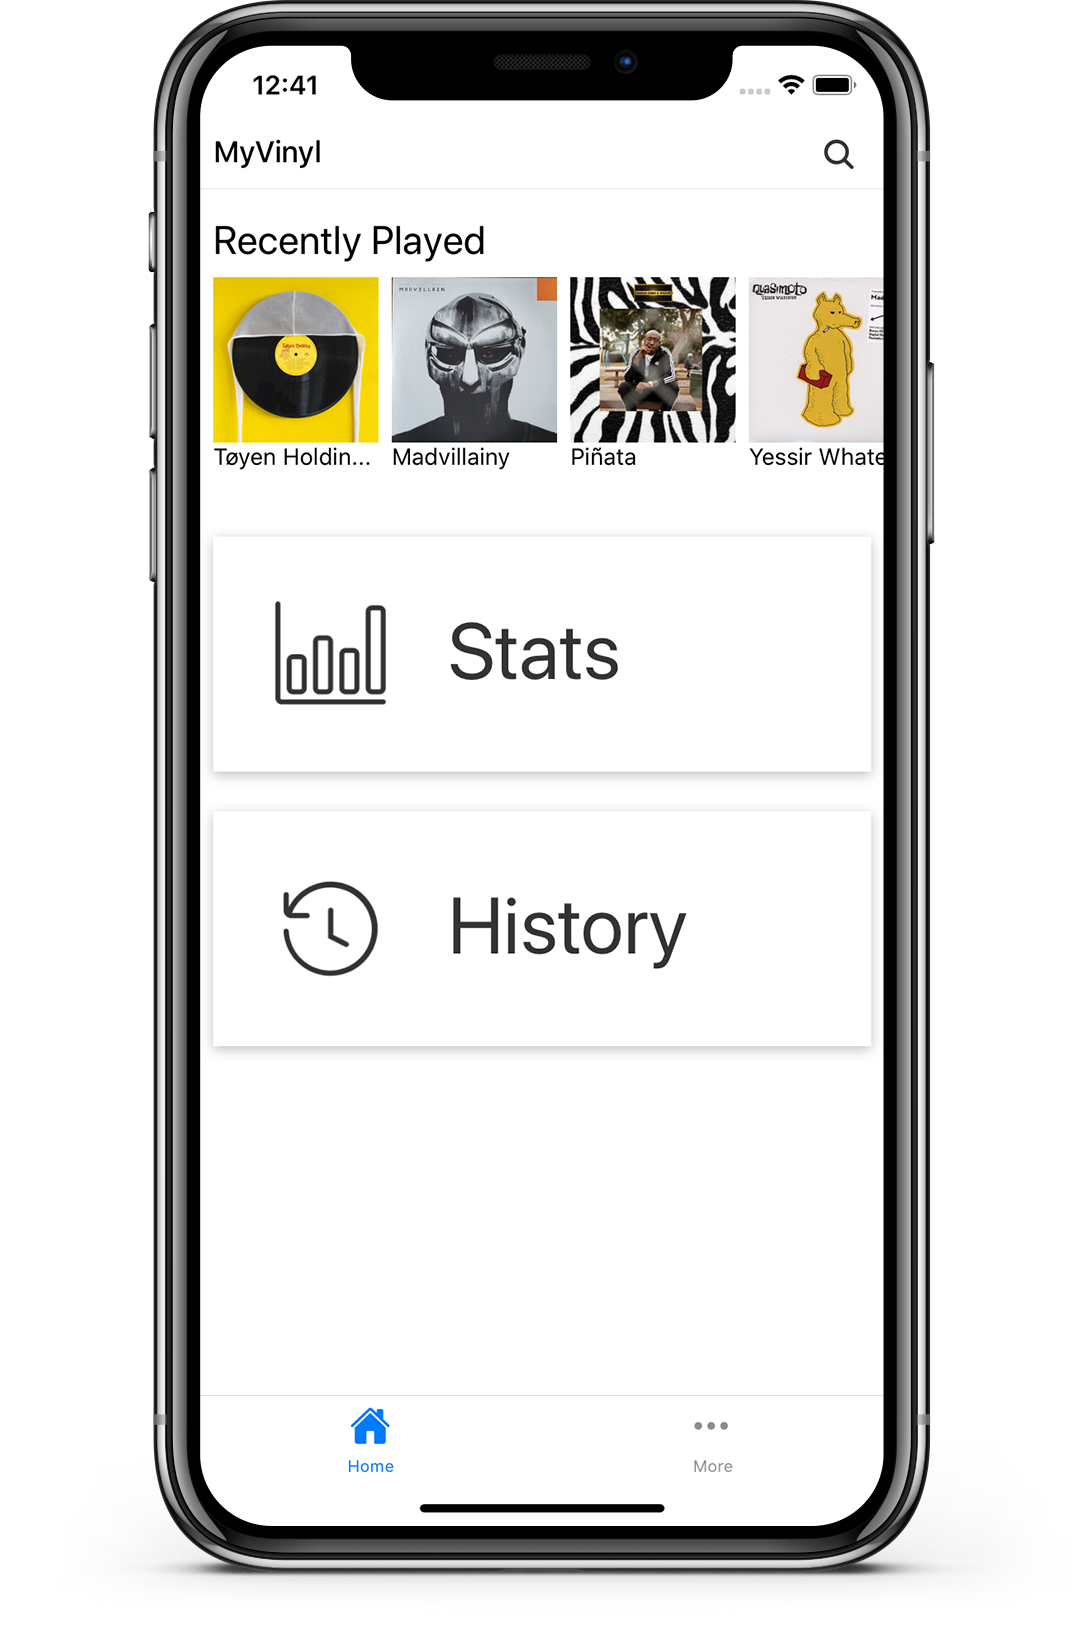 12:41
MyVinyl
Recently Played
MADVILLAIN
Quasimoto
Tøyen Holdin...
Madvillainy
Piñata
Yessir Whate
Stats
History
Home
More